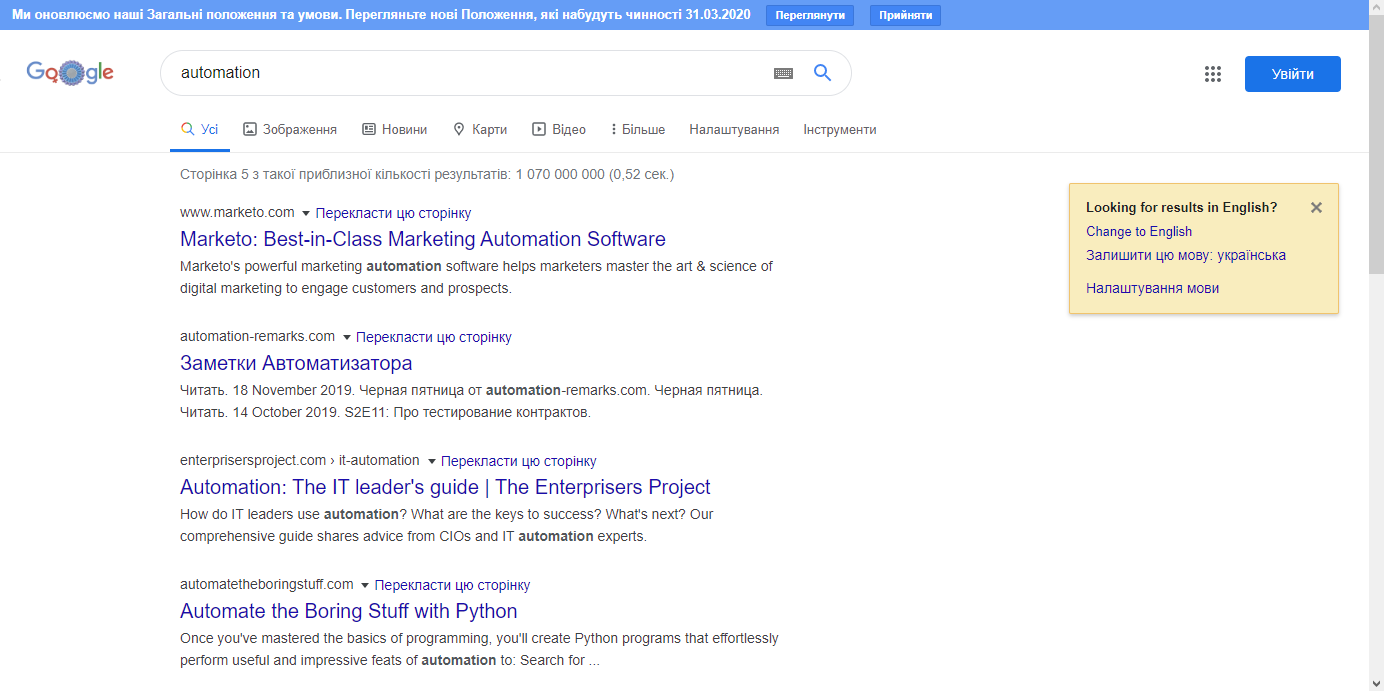 Ми оновлюємо наші Загальні положення та умови. Перегляньте нові Положення, які набудуть чинності 31.03.2020 Переглянути Прийняти
Google automation Увійти
Усі Зображення Новини Карти Відео Більше Налаштування Інструменти
Сторінка 5 з такої приблизної кількості результатів: 1 070 000 000 (0,52 сек.)
www.marketo.com Перекласти цю сторінку
Marketo: Best-in-Class Marketing Automation Software
Marketo's powerful marketing automation software helps marketers master the art & science of
digital marketing to engage customers and prospects.
automation-remarks.com Перекласти цю сторінку
Заметки Автоматизатора
Читать. 18 November 2019. Черная пятница от automation-remarks.com. Черная пятница.
Читать. 14 October 2019. S2E11: Про тестирование контрактов.
enterprisersproject.com › it-automation Перекласти цю сторінку
Automation: The IT leader's guide | The Enterprisers Project
How do IT leaders use automation? What are the keys to success? What's next? Our
comprehensive guide shares advice from CIOs and IT automation experts.
automatetheboringstuff.com Перекласти цю сторінку
Automate the Boring Stuff with Python
Once you've mastered the basics of programming, you'll create Python programs that effortlessly
perform useful and impressive feats of automation to: Search for ...
Looking for results in English?
Change to English
Залишити цю мову: українська
Налаштування мови